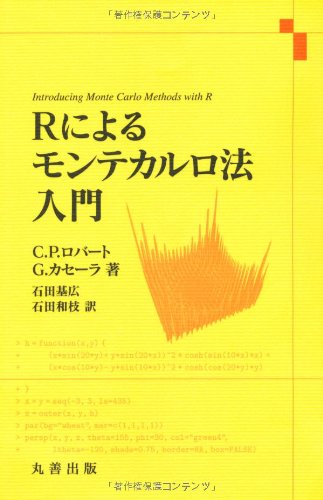 「著作権保護コンテンツ」
Introducing Monte Carlo Methods with R
Rによる
モンテカルロ法
入門
C.P.ロバート
G.カセーラ 著
石田基広
石田和枝 訳
> h = function(x,y) {
+ (x*sin(20*y)+y*sin(20*x))^2 * cosh(sin(10*x)*x)+
+ (x*cos(10*y)-y*sin(10*x))^2 * cosh(cos(20*y)*y)
+ }
> x = y = seq(-3, 3, le=435)
> z = outer(x, y, h)
> par(bg="wheat", mar=c(1,1,1,1))
> persp(x, y, z, theta=155, phi=30, col="green4",
+ ltheta=-120, shade=0.75, border=NA, box=FALSE)
丸善出版
「著作権保護コンテンツ」